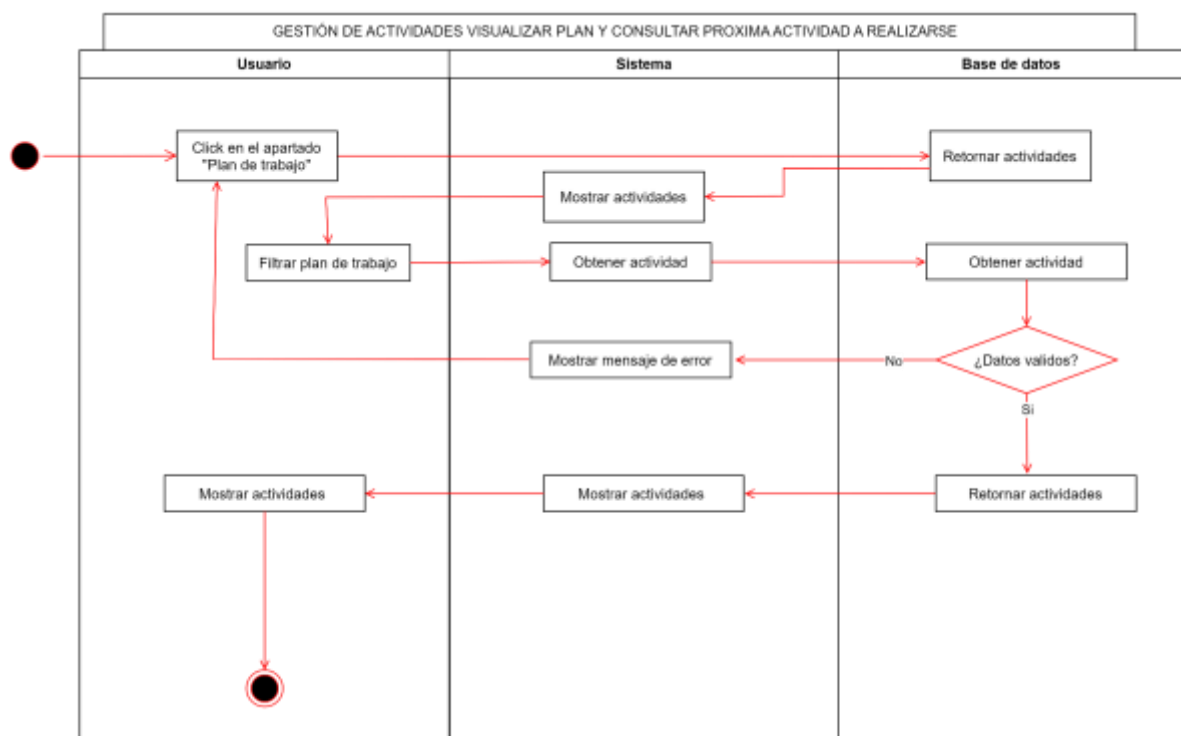 GESTIÓN DE ACTIVIDADES VISUALIZAR PLAN Y CONSULTAR PROXIMA ACTIVIDAD A REALIZARSE
Usuario
Sistema
Base de datos
Click en el apartado
"Plan de trabajo"
Retornar actividades
Mostrar actividades
Filtrar plan de trabajo
Obtener actividad
Obtener actividad
Mostrar mensaje de error
No
¿Datos validos?
Si
Mostrar actividades
Mostrar actividades
Retornar actividades